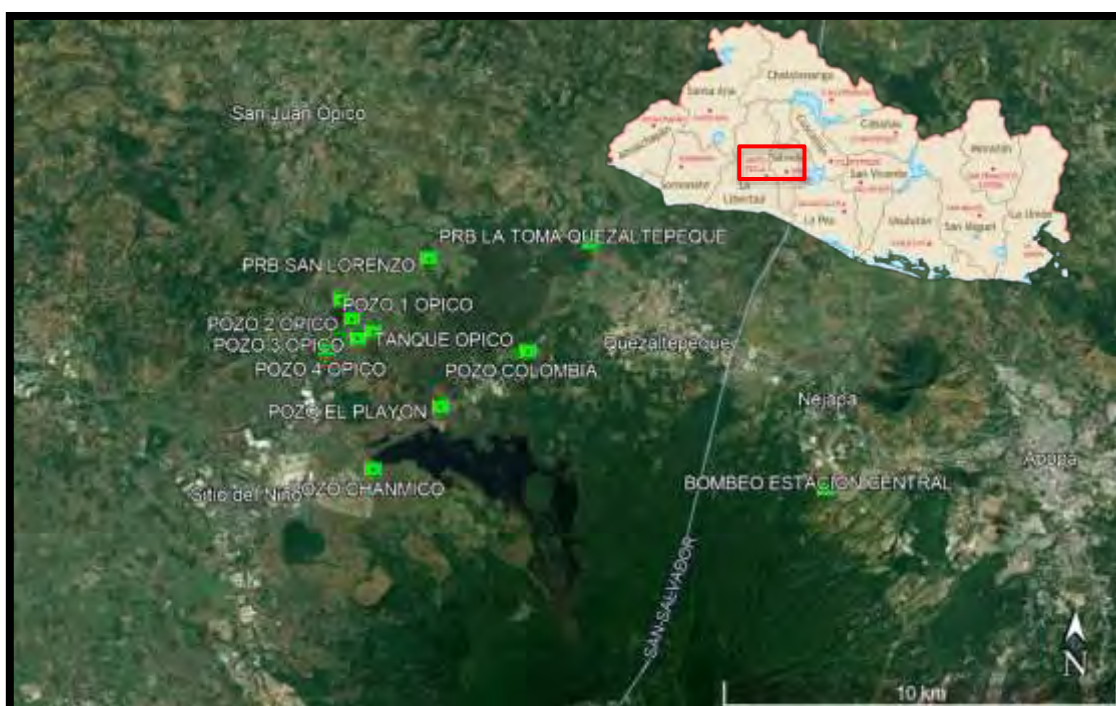 San Juan Opico
Chalatenango
Santa Ana
Cabañas
Morazán
San Vicente
Sonsonate
La
Libertad
La Paz
Usulután
San Miguel
La Unión
PRB LA TOMA QUEZALTEPEQUE
PRB SAN LORENZO
POZO 1 OPICO
POZO 2 OPICO
TANQUE OPICO
POZO 3 OPICO
Quezaltepeque
POZO 4 OPICO
POZO COLOMBIA
POZO EL PLAYON
Nejapa
Apopa
BOMBEO ESTACION CENTRAL
Sitio del Niño
POZO CHANMICO
SAN-SALVADOR
N
10 km